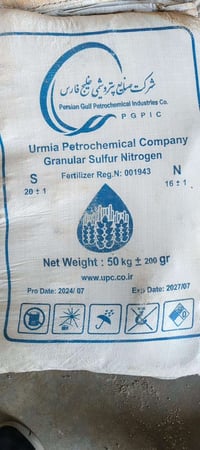 شرکت صنایع پتروشیمی خلیج فارس
Persian Gulf Petrochemical Industries Co.
PGPIC
Urmia Petrochemical Company
Granular Sulfur Nitrogen
Fertilizer Reg.N: 001943
S N
20 ± 1 16 ± 1
Net Weight : 50 kg ± 200 gr
www.upc.co.ir
Pro Date: 2024/07 Exp Date: 2027/07